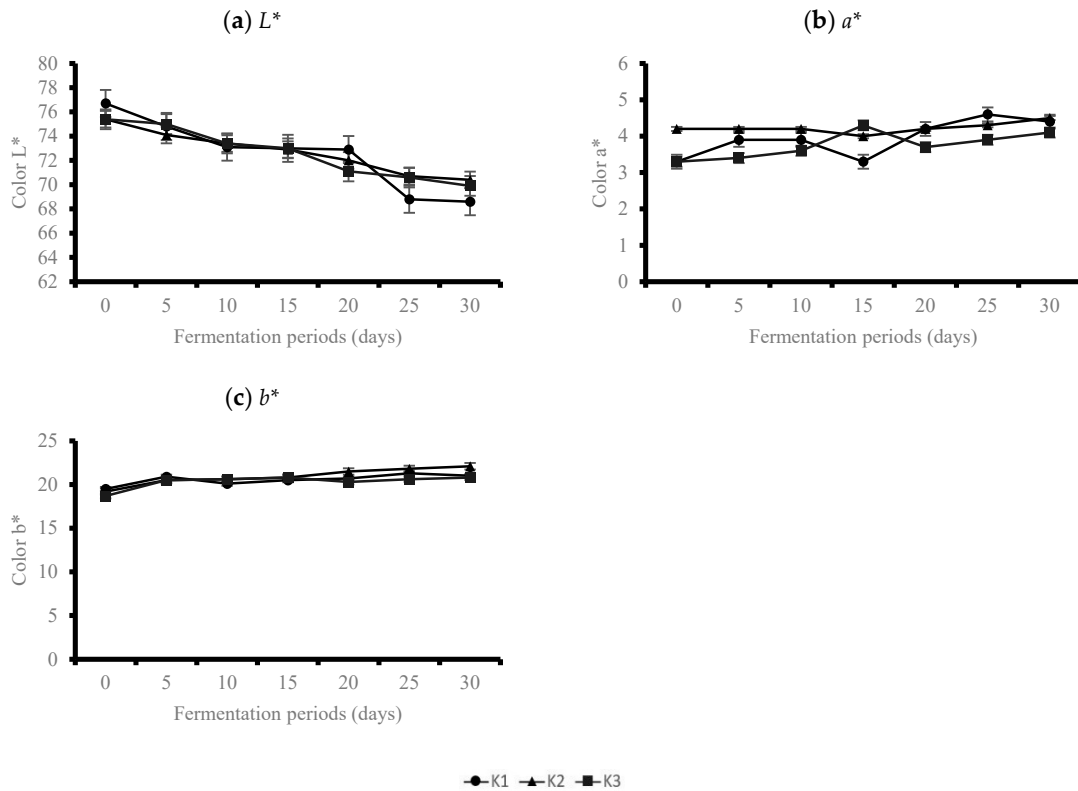 (a) L*
80
78
76
74
72
70
68
66
64
62
Color L*
0 5 10 15 20 25 30
Fermentation periods (days)
(b) a*
6
5
4
3
2
1
0
Color a*
0 5 10 15 20 25 30
Fermentation periods (days)
(c) b*
25
20
15
10
5
0
Color b*
0 5 10 15 20 25 30
Fermentation periods (days)
K1 K2 K3